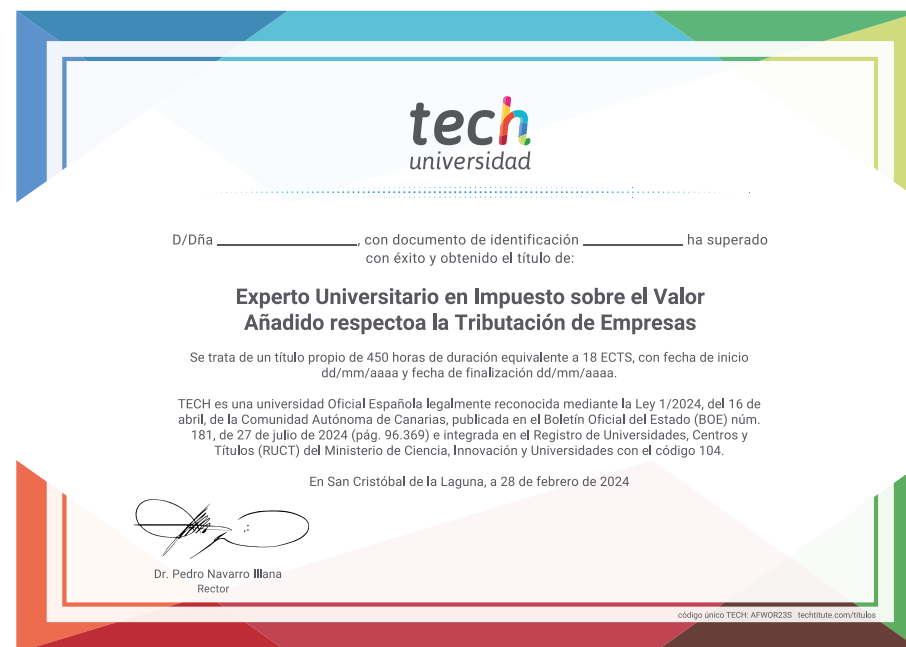 tech
universidad
D/Dña ____________________, con documento de identificación ______________ ha superado
con éxito y obtenido el título de:
Experto Universitario en Impuesto sobre el Valor
Añadido respectoa la Tributación de Empresas
Se trata de un título propio de 450 horas de duración equivalente a 18 ECTS, con fecha de inicio
dd/mm/aaaa y fecha de finalización dd/mm/aaaa.
TECH es una universidad Oficial Española legalmente reconocida mediante la Ley 1/2024, del 16 de
abril, de la Comunidad Autónoma de Canarias, publicada en el Boletín Oficial del Estado (BOE) núm.
181, de 27 de julio de 2024 (pág. 96.369) e integrada en el Registro de Universidades, Centros y
Títulos (RUCT) del Ministerio de Ciencia, Innovación y Universidades con el código 104.
En San Cristóbal de la Laguna, a 28 de febrero de 2024
Dr. Pedro Navarro Illana
Rector
código único TECH: AFWOR23S techtitute.com/titulos